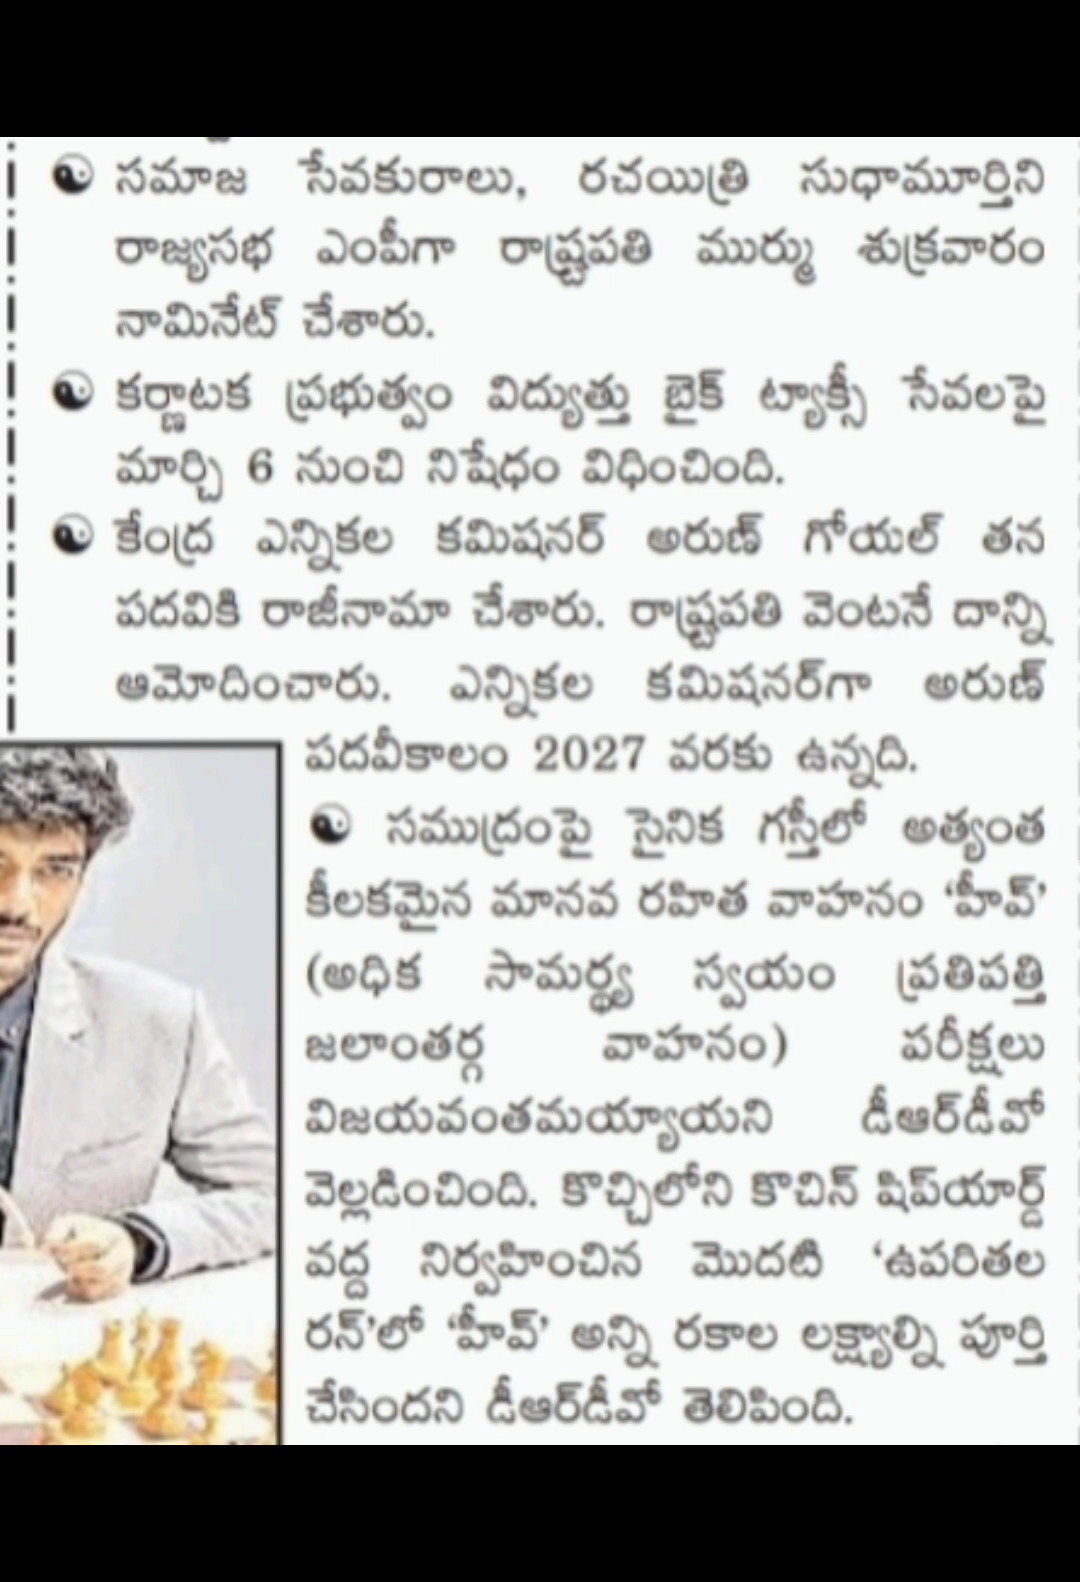 సమాజ సేవకురాలు, రచయిత్రి సుధామూర్తిని
రాజ్యసభ ఎంపీగా రాష్ట్రపతి ముర్ము శుక్రవారం
నామినేట్ చేశారు.
కర్ణాటక ప్రభుత్వం విద్యుత్తు బైక్ ట్యాక్సీ సేవలపై
మార్చి 6 నుంచి నిషేధం విధించింది.
కేంద్ర ఎన్నికల కమిషనర్ అరుణ్ గోయల్ తన
పదవికి రాజీనామా చేశారు. రాష్ట్రపతి వెంటనే దాన్ని
ఆమోదించారు. ఎన్నికల కమిషనర్‌గా అరుణ్
పదవీకాలం 2027 వరకు ఉన్నది.
సముద్రంపై సైనిక గస్తీలో అత్యంత
కీలకమైన మానవ రహిత వాహనం ‘హీవ్’
(అధిక సామర్థ్య స్వయం ప్రతిపత్తి
జలాంతర్గ వాహనం) పరీక్షలు
విజయవంతమయ్యాయని డీఆర్‌డీవో
వెల్లడించింది. కొచ్చిలోని కొచిన్ షిప్‌యార్డ్
వద్ద నిర్వహించిన మొదటి ‘ఉపరితల
రన్’లో ‘హీవ్’ అన్ని రకాల లక్ష్యాల్ని పూర్తి
చేసిందని డీఆర్‌డీవో తెలిపింది.